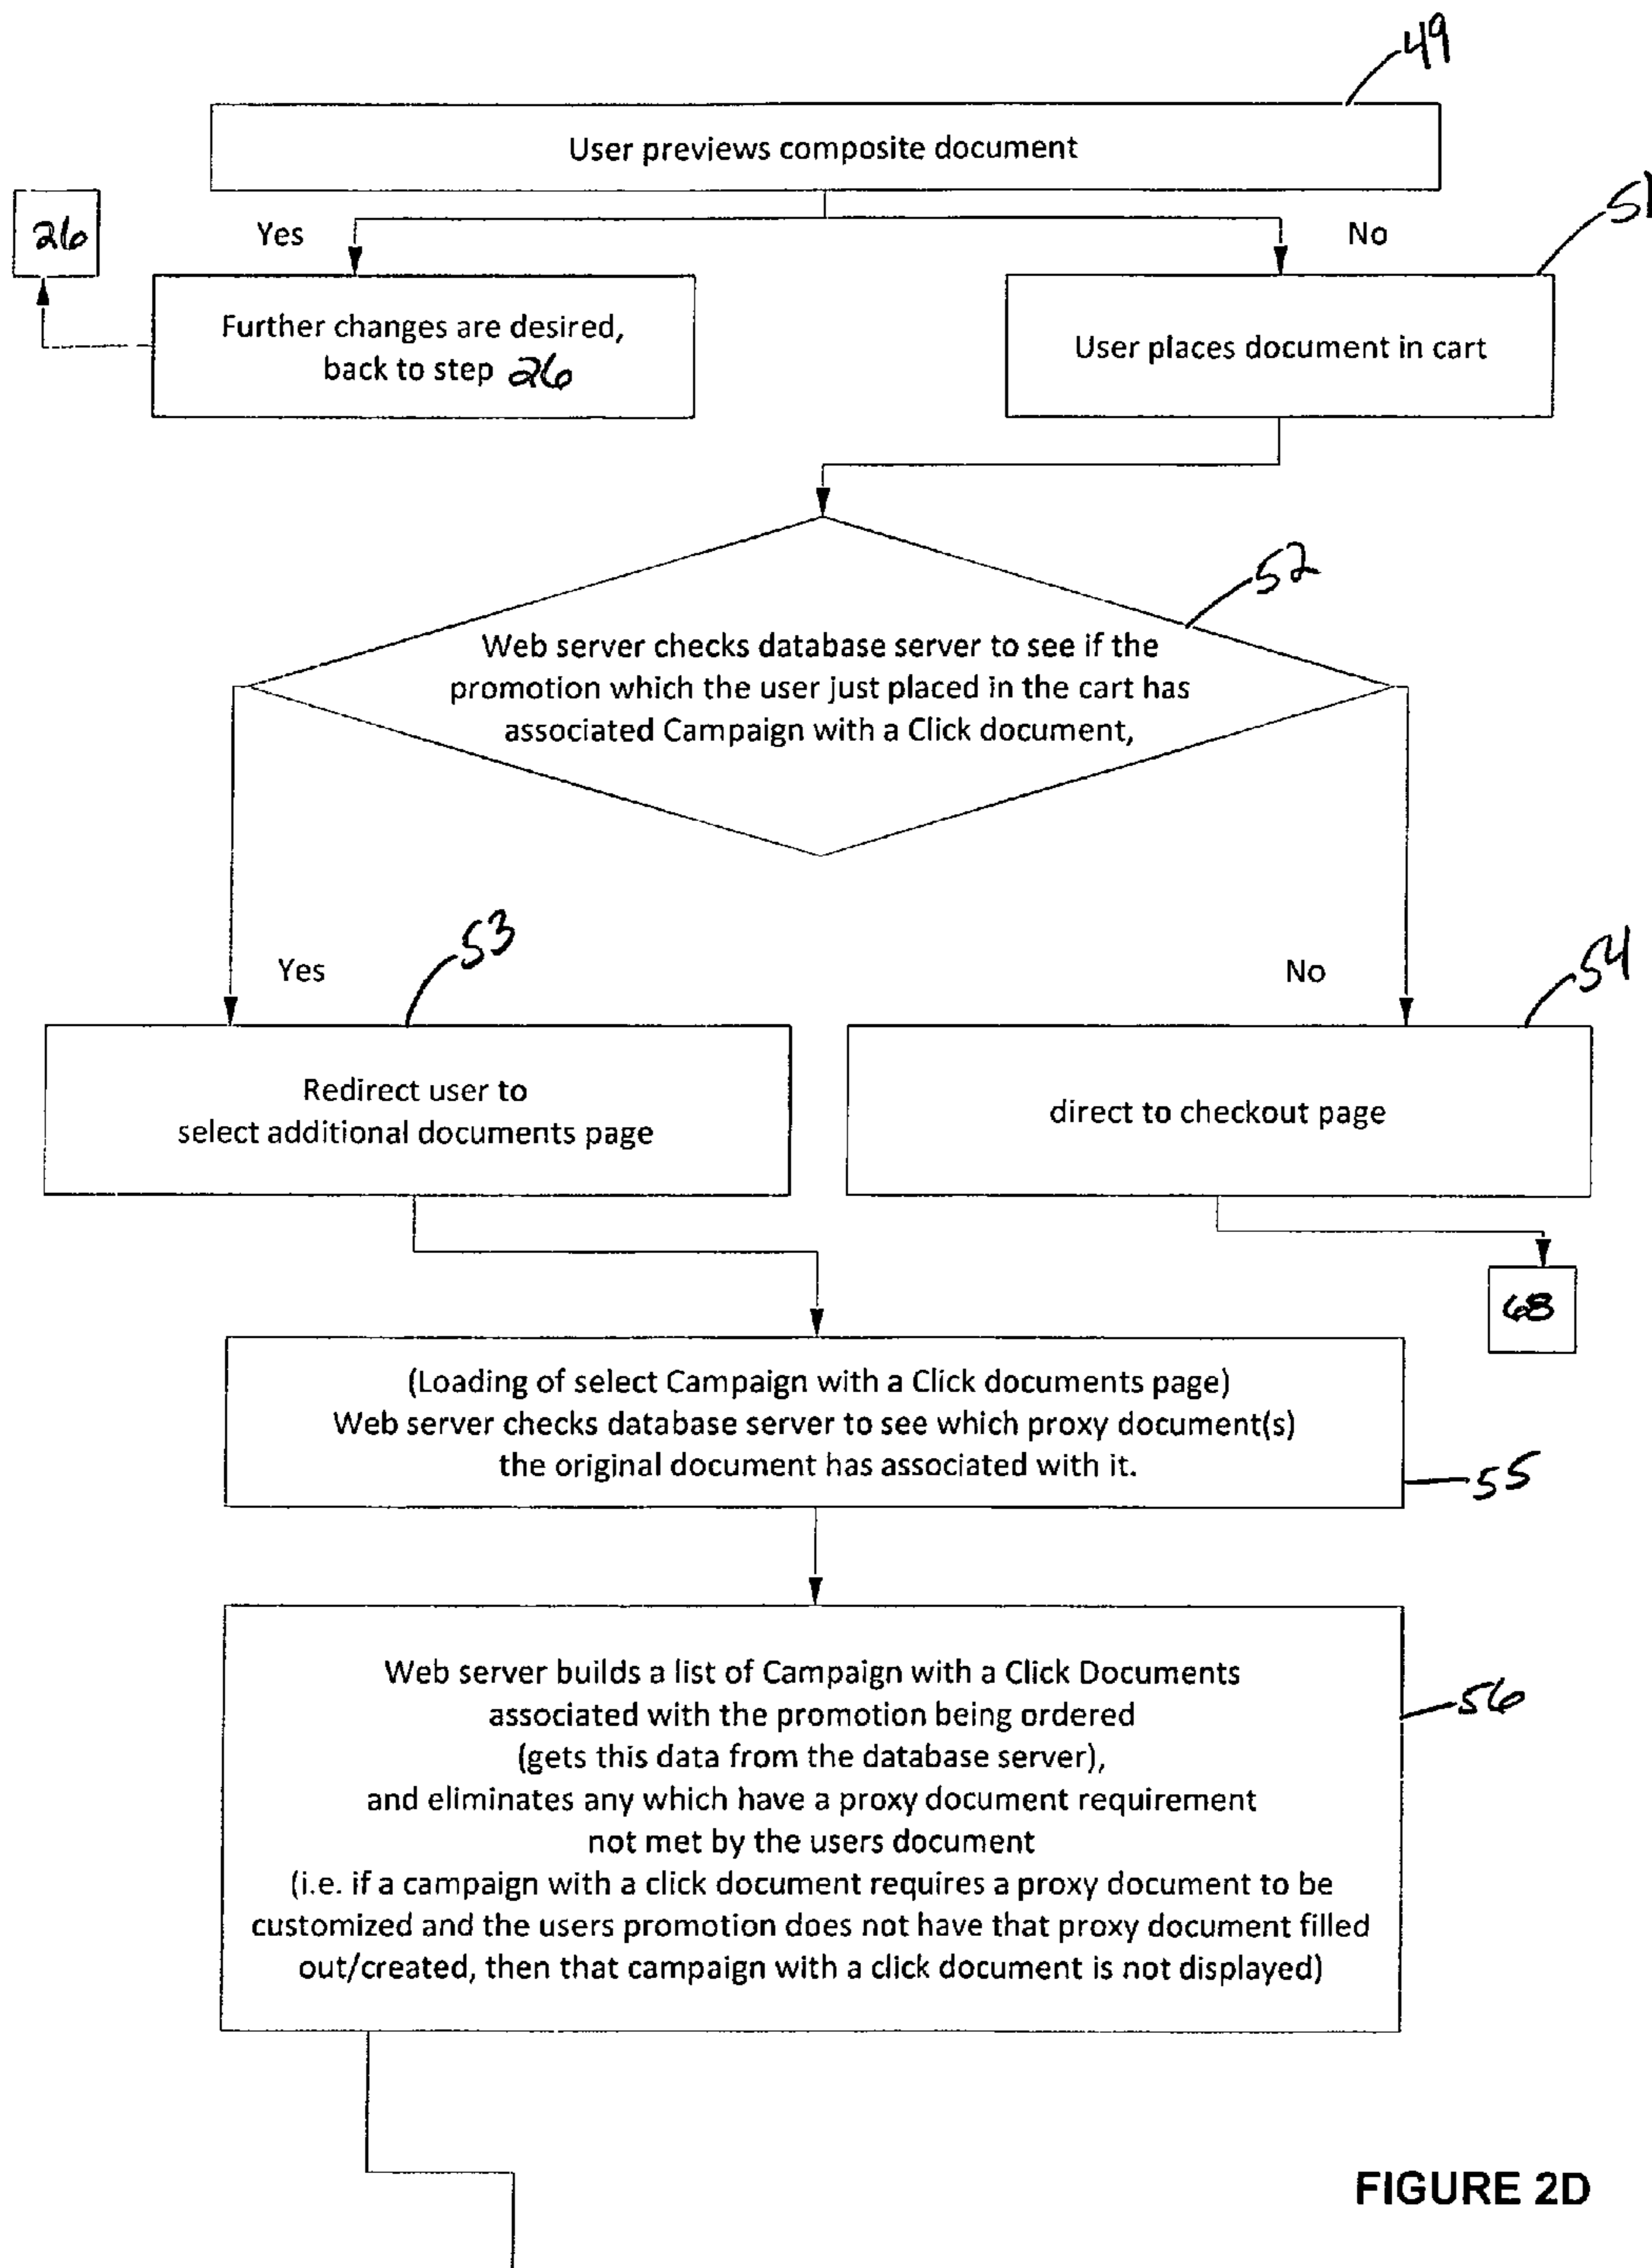 49
User previews composite document
51
26
Yes
No
Further changes are desired,
back to step 26
User places document in cart
52
Web server checks database server to see if the
promotion which the user just placed in the cart has
associated Campaign with a Click document,
53
Yes
No
54
Redirect user to
select additional documents page
direct to checkout page
68
(Loading of select Campaign with a Click documents page)
Web server checks database server to see which proxy document(s)
the original document has associated with it.
55
Web server builds a list of Campaign with a Click Documents
associated with the promotion being ordered
(gets this data from the database server),
and eliminates any which have a proxy document requirement
not met by the users document
(i.e. if a campaign with a click document requires a proxy document to be
customized and the users promotion does not have that proxy document filled
out/created, then that campaign with a click document is not displayed)
56
FIGURE 2D